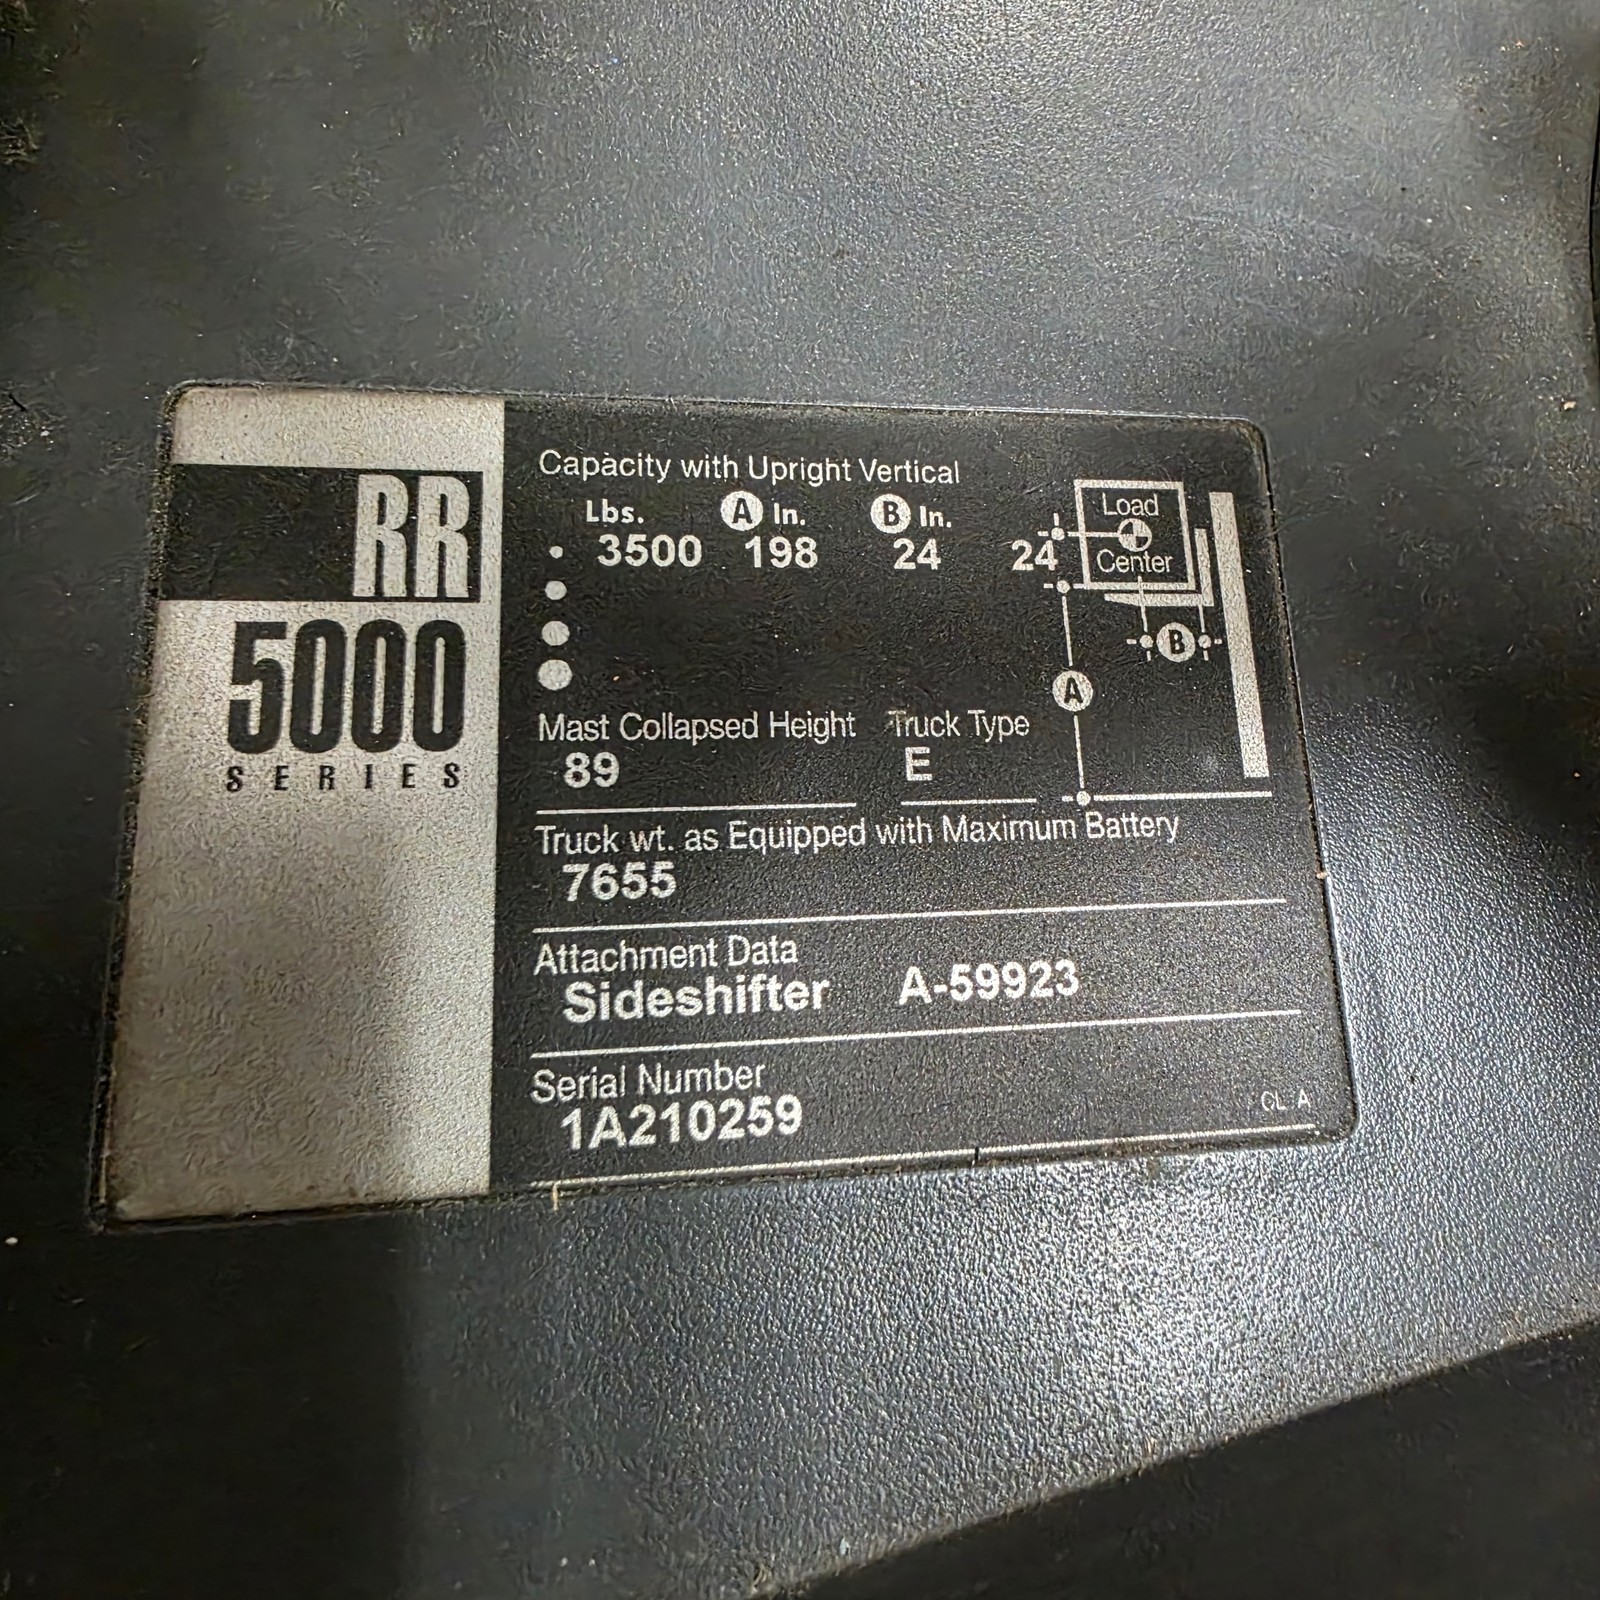 RR
5000
SERIES
Capacity with Upright Vertical
Lbs. A In. B In.
3500 198 24 24
Load
Center
B
A
Mast Collapsed Height Truck Type
89 E
Truck wt. as Equipped with Maximum Battery
7655
Attachment Data
Sideshifter A-59923
Serial Number
1A210259
CL. A